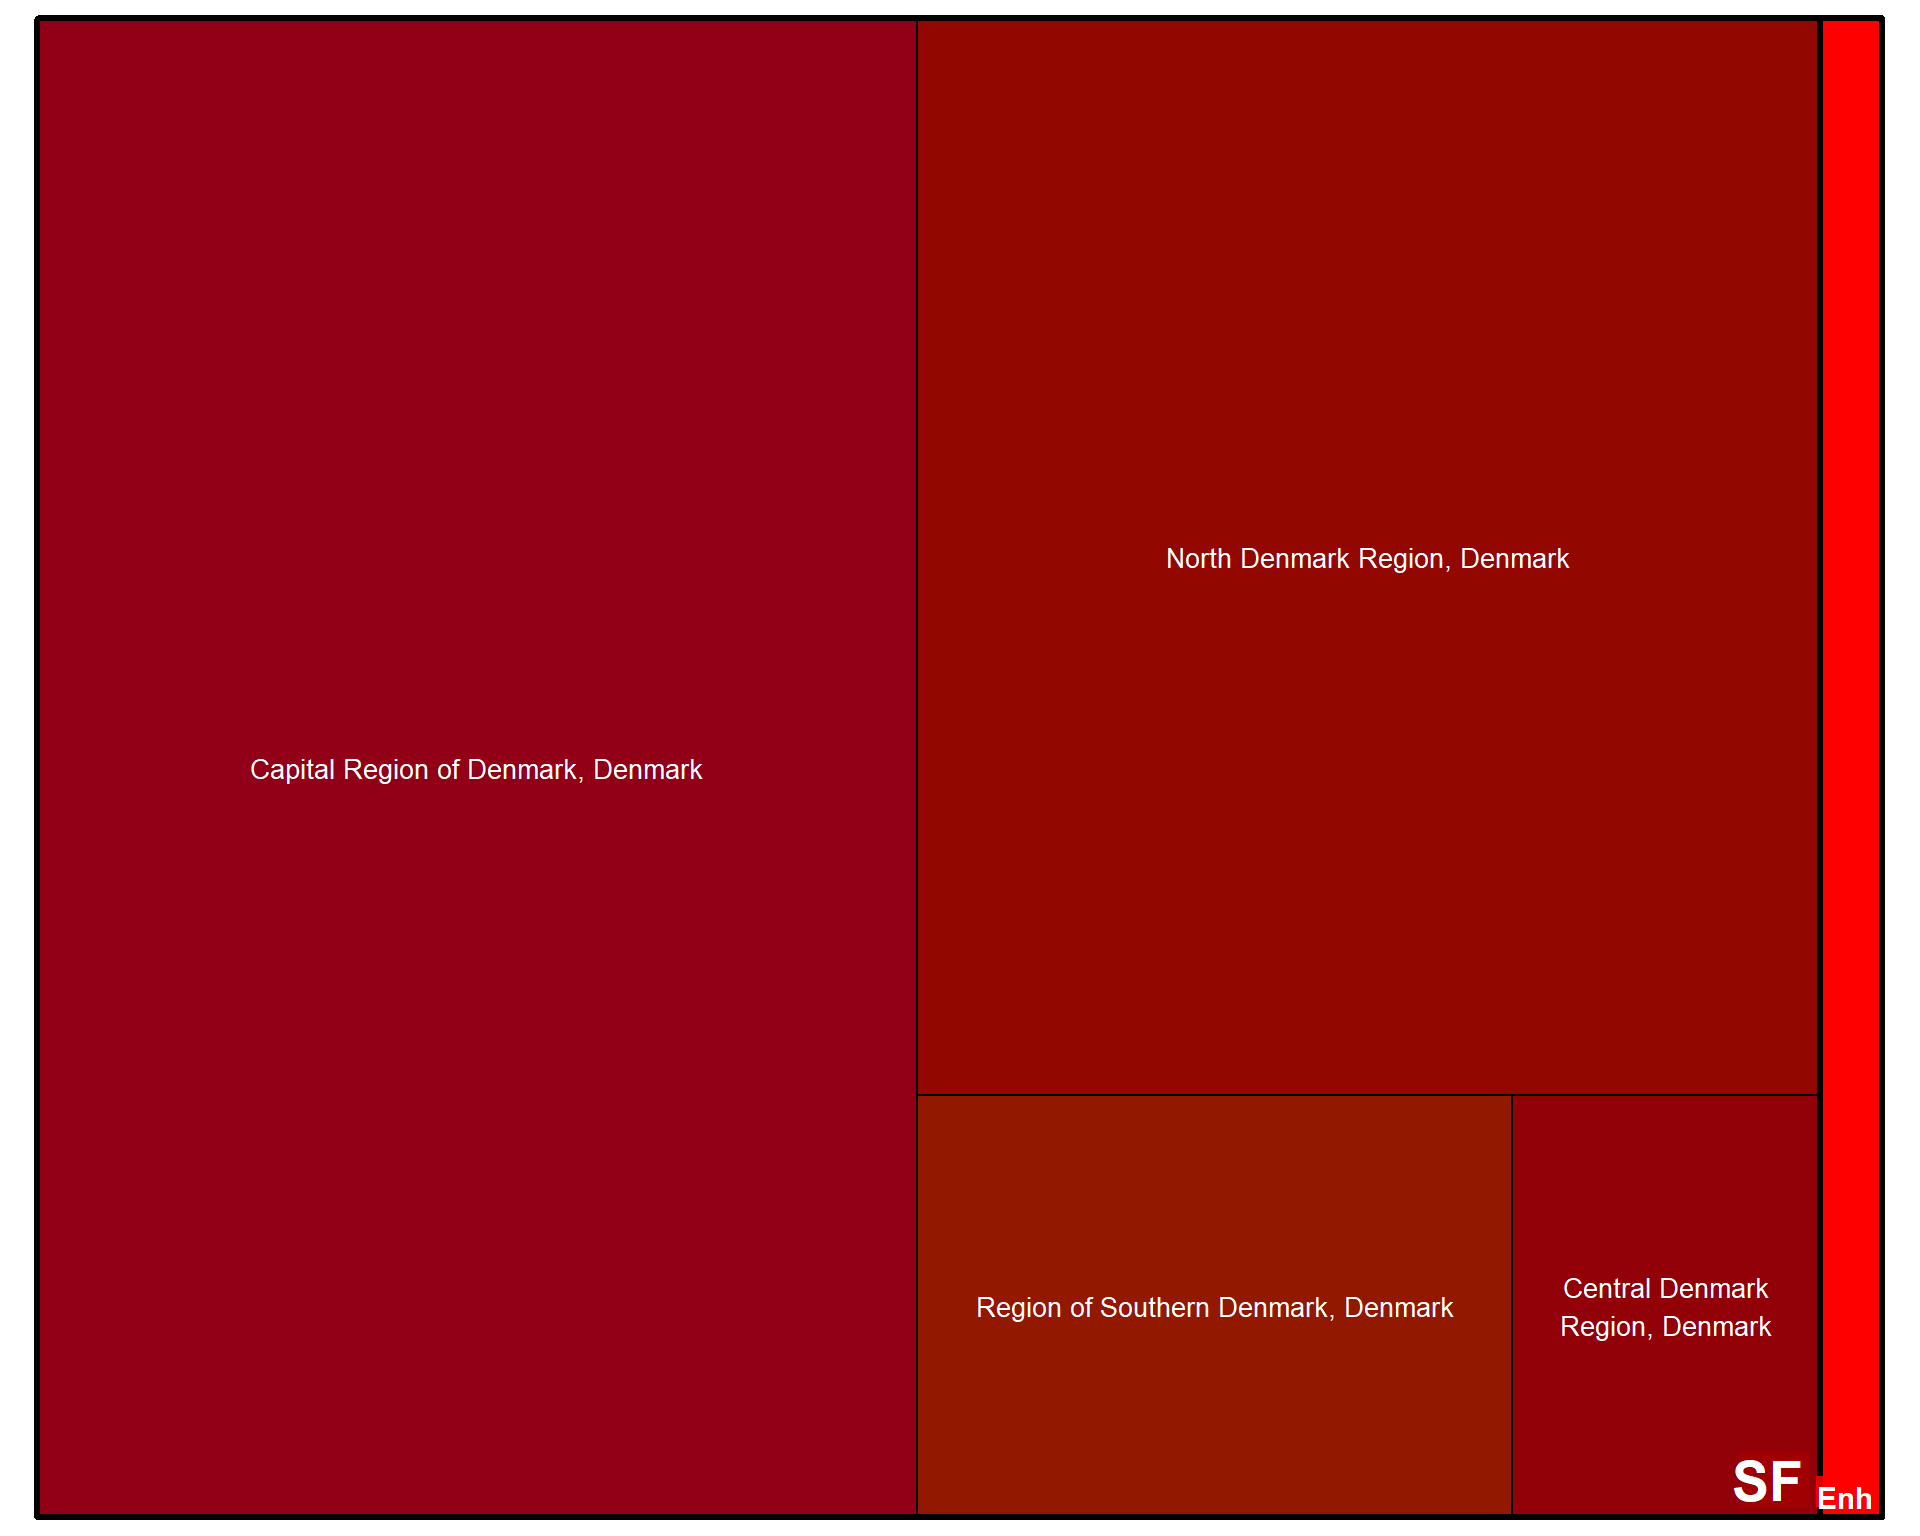 North Denmark Region, Denmark
Capital Region of Denmark, Denmark
Region of Southern Denmark, Denmark
Central Denmark
Region, Denmark
SF
Enh